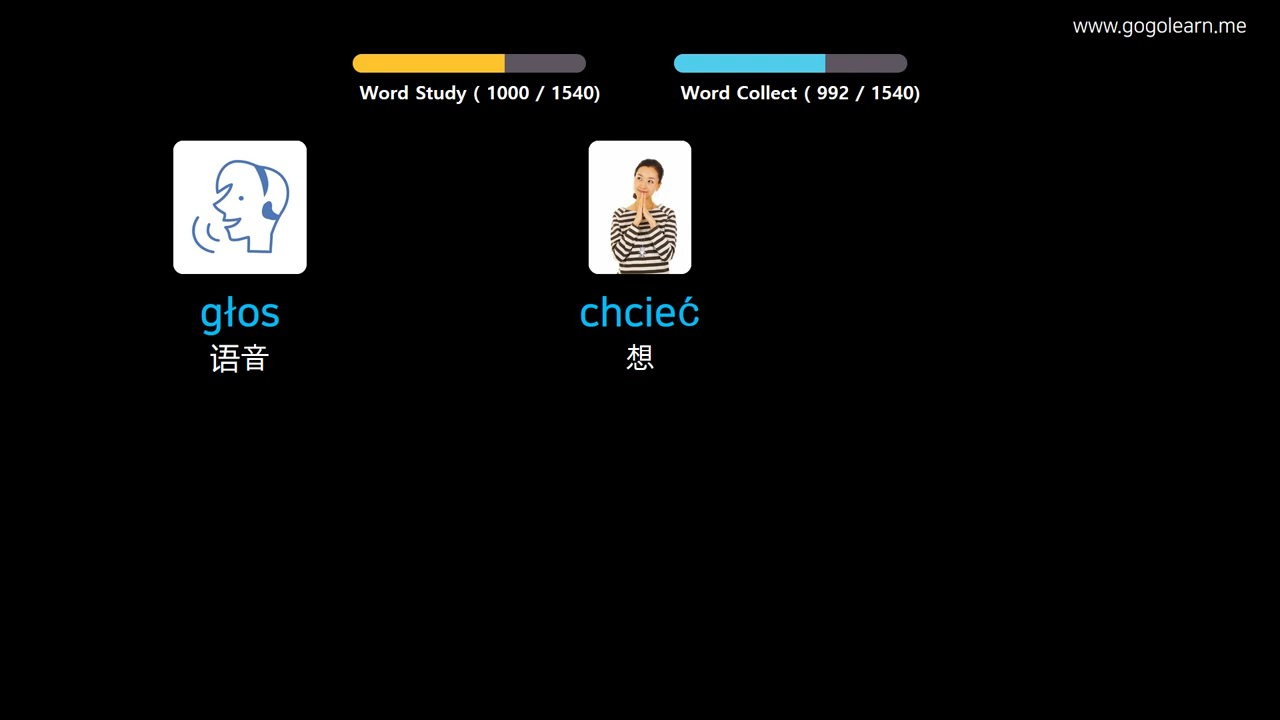 www.gogolearn.me
Word Study ( 1000 / 1540)
Word Collect ( 992 / 1540)
głos
chcieć
语音
想